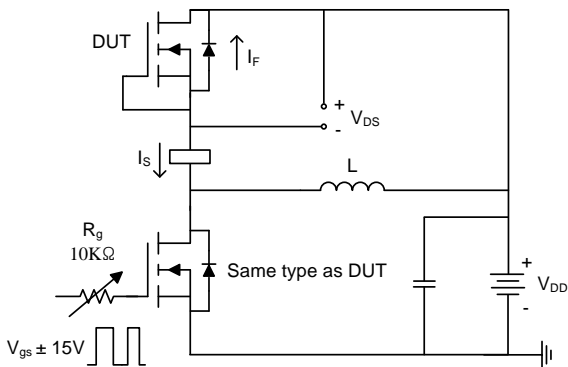 DUT
I_F
+
V_DS
-
I_S
L
R_g
10KΩ
Same type as DUT
+
V_DD
-
V_gs ± 15V